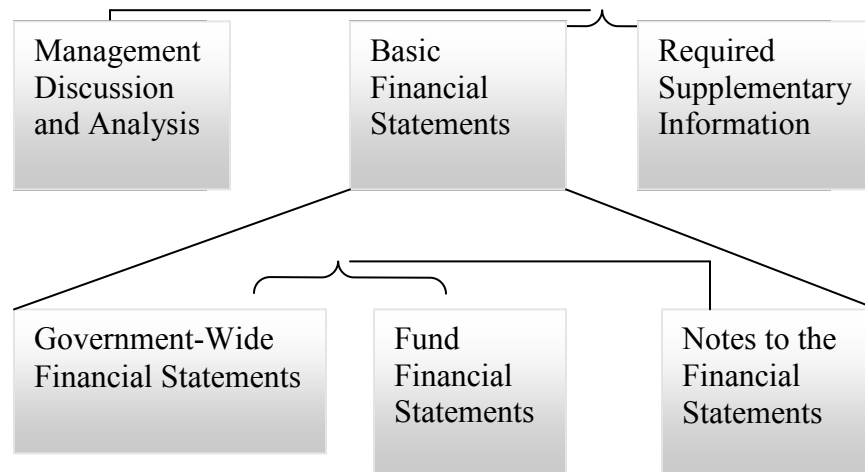 Management
Discussion
and Analysis
Basic
Financial
Statements
Required
Supplementary
Information
Government-Wide
Financial Statements
Fund
Financial
Statements
Notes to the
Financial
Statements